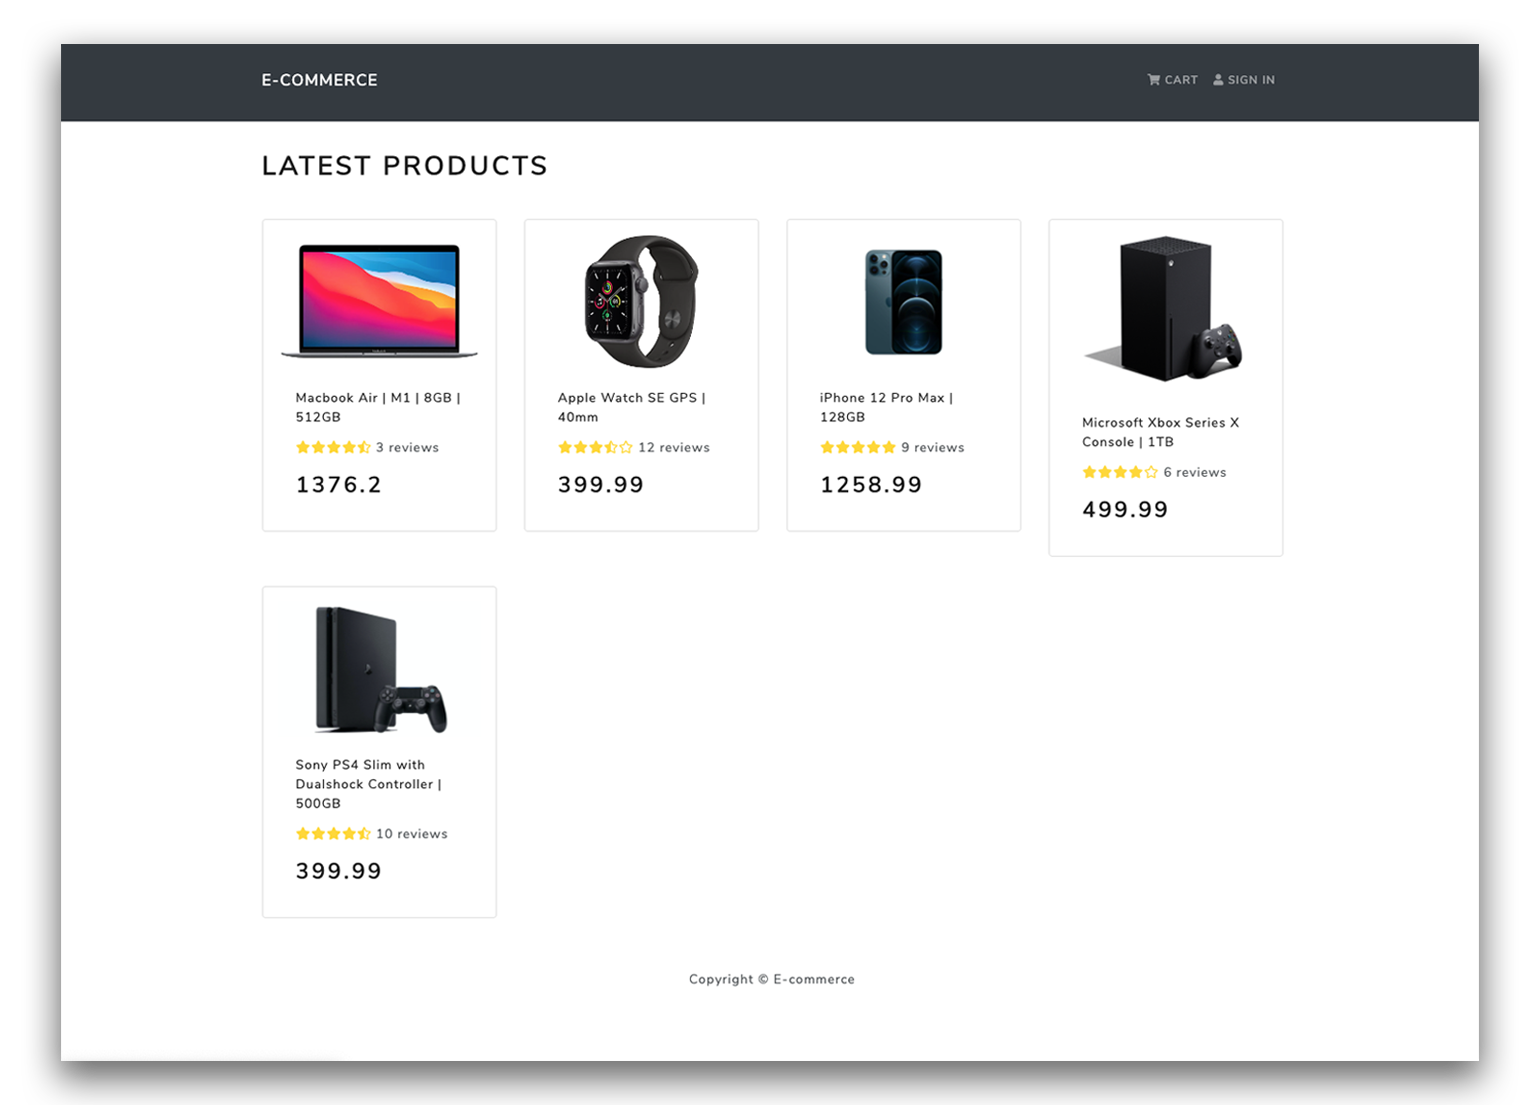 E-COMMERCE
CART
SIGN IN
LATEST PRODUCTS
Macbook Air | M1 | 8GB |
512GB
3 reviews
1376.2
Apple Watch SE GPS |
40mm
12 reviews
399.99
iPhone 12 Pro Max |
128GB
9 reviews
1258.99
Microsoft Xbox Series X
Console | 1TB
6 reviews
499.99
Sony PS4 Slim with
Dualshock Controller |
500GB
10 reviews
399.99
Copyright © E-commerce